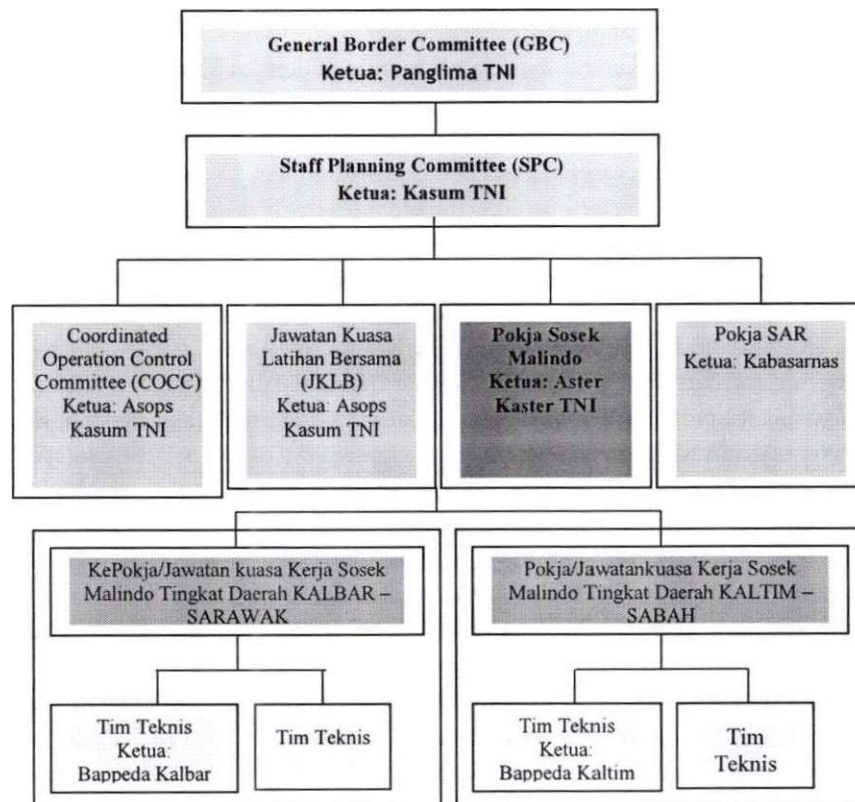 General Border Committee (GBC)
Ketua: Panglima TNI
Staff Planning Committee (SPC)
Ketua: Kasum TNI
Coordinated
Operation Control
Committee (COCC)
Ketua: Asops
Kasum TNI
Jawatan Kuasa
Latihan Bersama
(JKLB)
Ketua: Asops
Kasum TNI
Pokja Sosek
Malindo
Ketua: Aster
Kaster TNI
Pokja SAR
Ketua: Kabasarnas
KePokja/Jawatan kuasa Kerja Sosek
Malindo Tingkat Daerah KALBAR –
SARAWAK
Pokja/Jawatankuasa Kerja Sosek
Malindo Tingkat Daerah KALTIM –
SABAH
Tim Teknis
Ketua:
Bappeda Kalbar
Tim Teknis
Tim Teknis
Ketua:
Bappeda Kaltim
Tim
Teknis